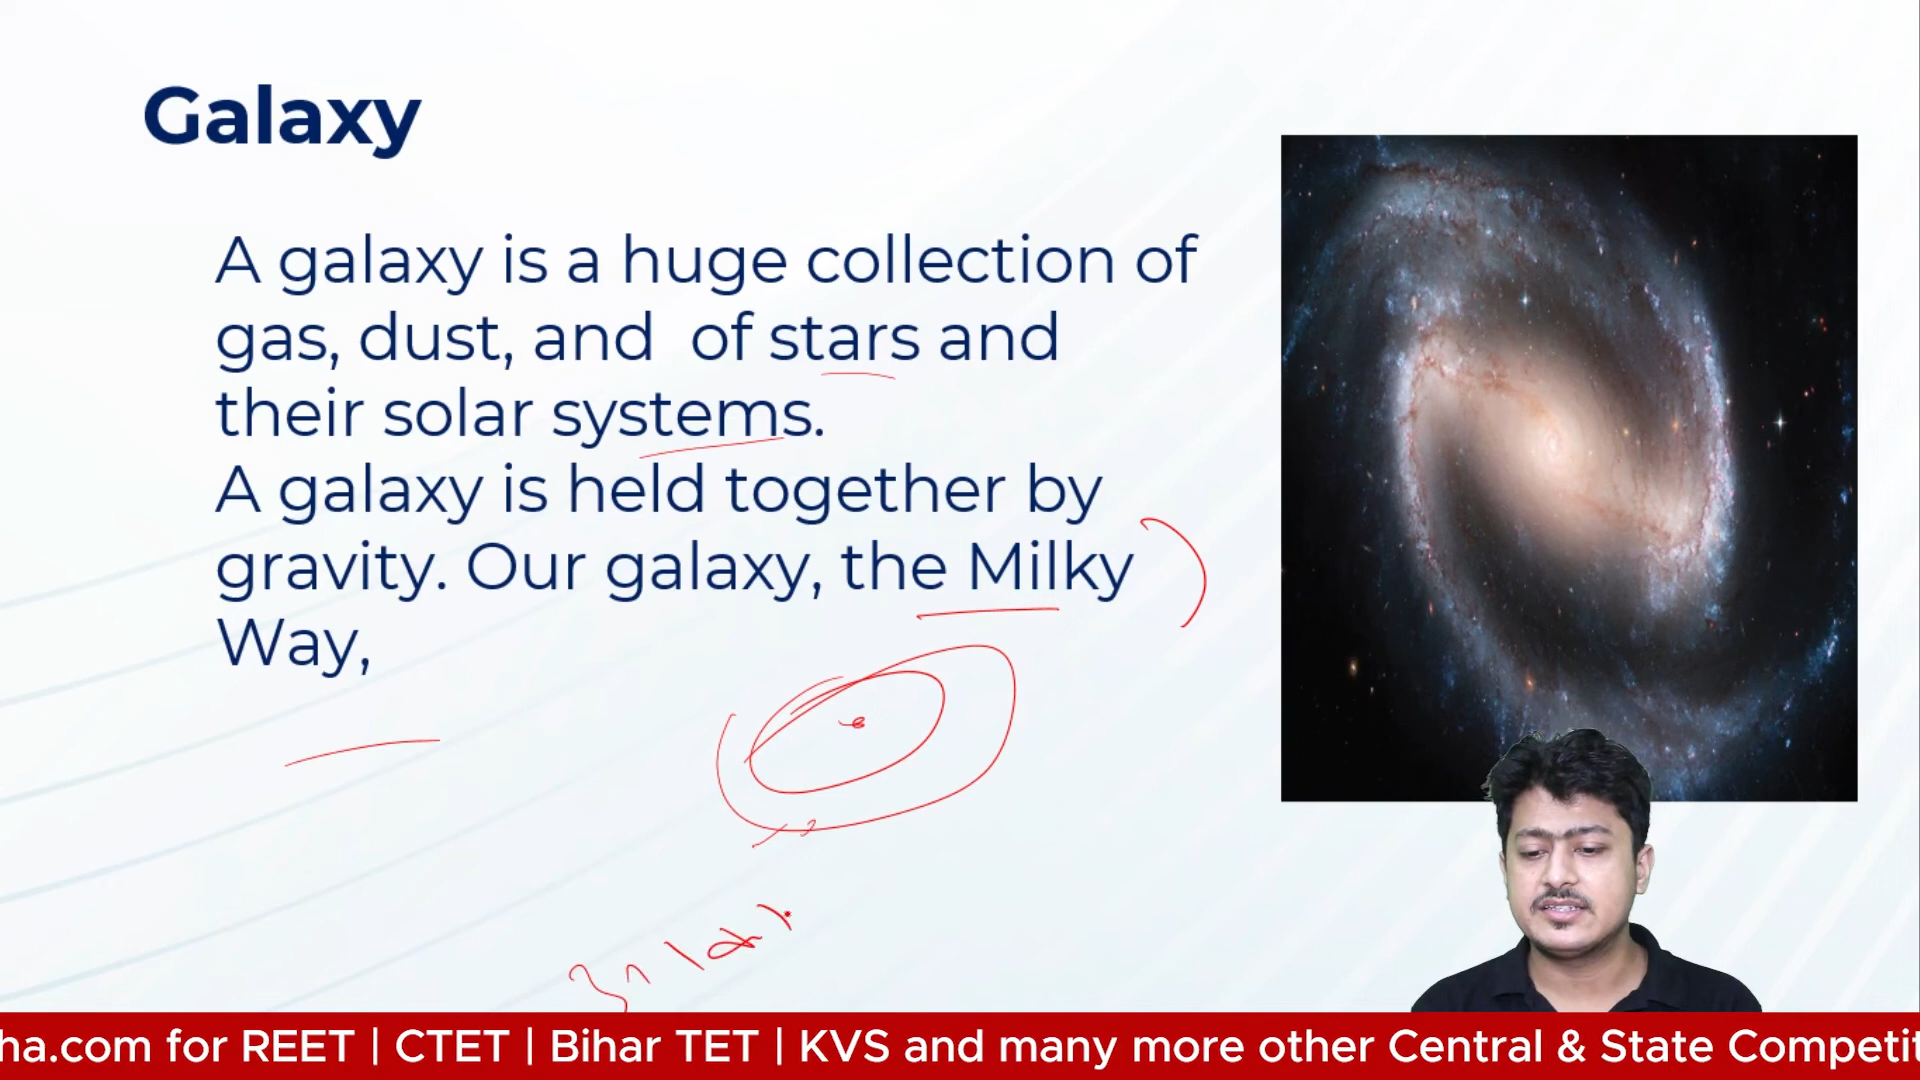 Galaxy
A galaxy is a huge collection of
gas, dust, and of stars and
their solar systems.
A galaxy is held together by
gravity. Our galaxy, the Milky
Way,
ha.com for REET | CTET | Bihar TET | KVS and many more other Central & State Competit